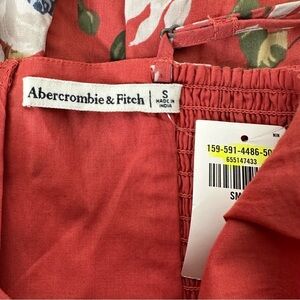 Abercrombie & Fitch
S
MADE IN
INDIA
159-591-4486-50
655147433
SM